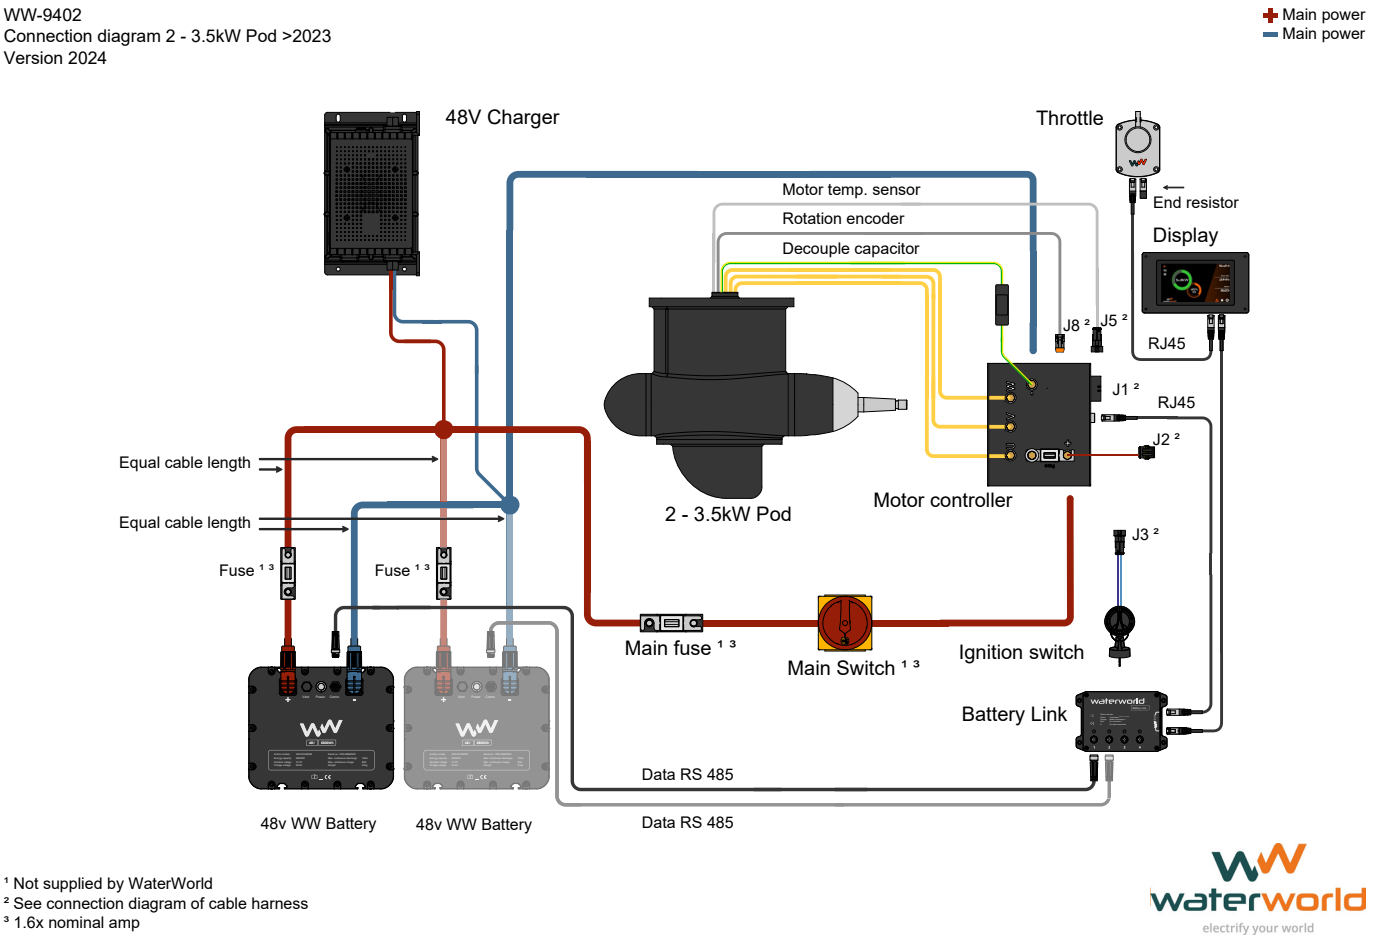 WW-9402
Connection diagram 2 - 3.5kW Pod >2023
Version 2024
Main power
Main power
48V Charger
Throttle
End resistor
Display
Motor temp. sensor
Rotation encoder
Decouple capacitor
J8 ²
J5 ²
RJ45
J1 ²
RJ45
J2 ²
W
V
U
+
Equal cable length
Equal cable length
Motor controller
2 - 3.5kW Pod
J3 ²
Fuse ¹ ³
Fuse ¹ ³
Main fuse ¹ ³
Main Switch ¹ ³
Ignition switch
Battery Link
waterworld
1 2 3 4
+ -
+ -
Data RS 485
Data RS 485
48v WW Battery
48v WW Battery
¹ Not supplied by WaterWorld
² See connection diagram of cable harness
³ 1.6x nominal amp
waterworld
electrify your world